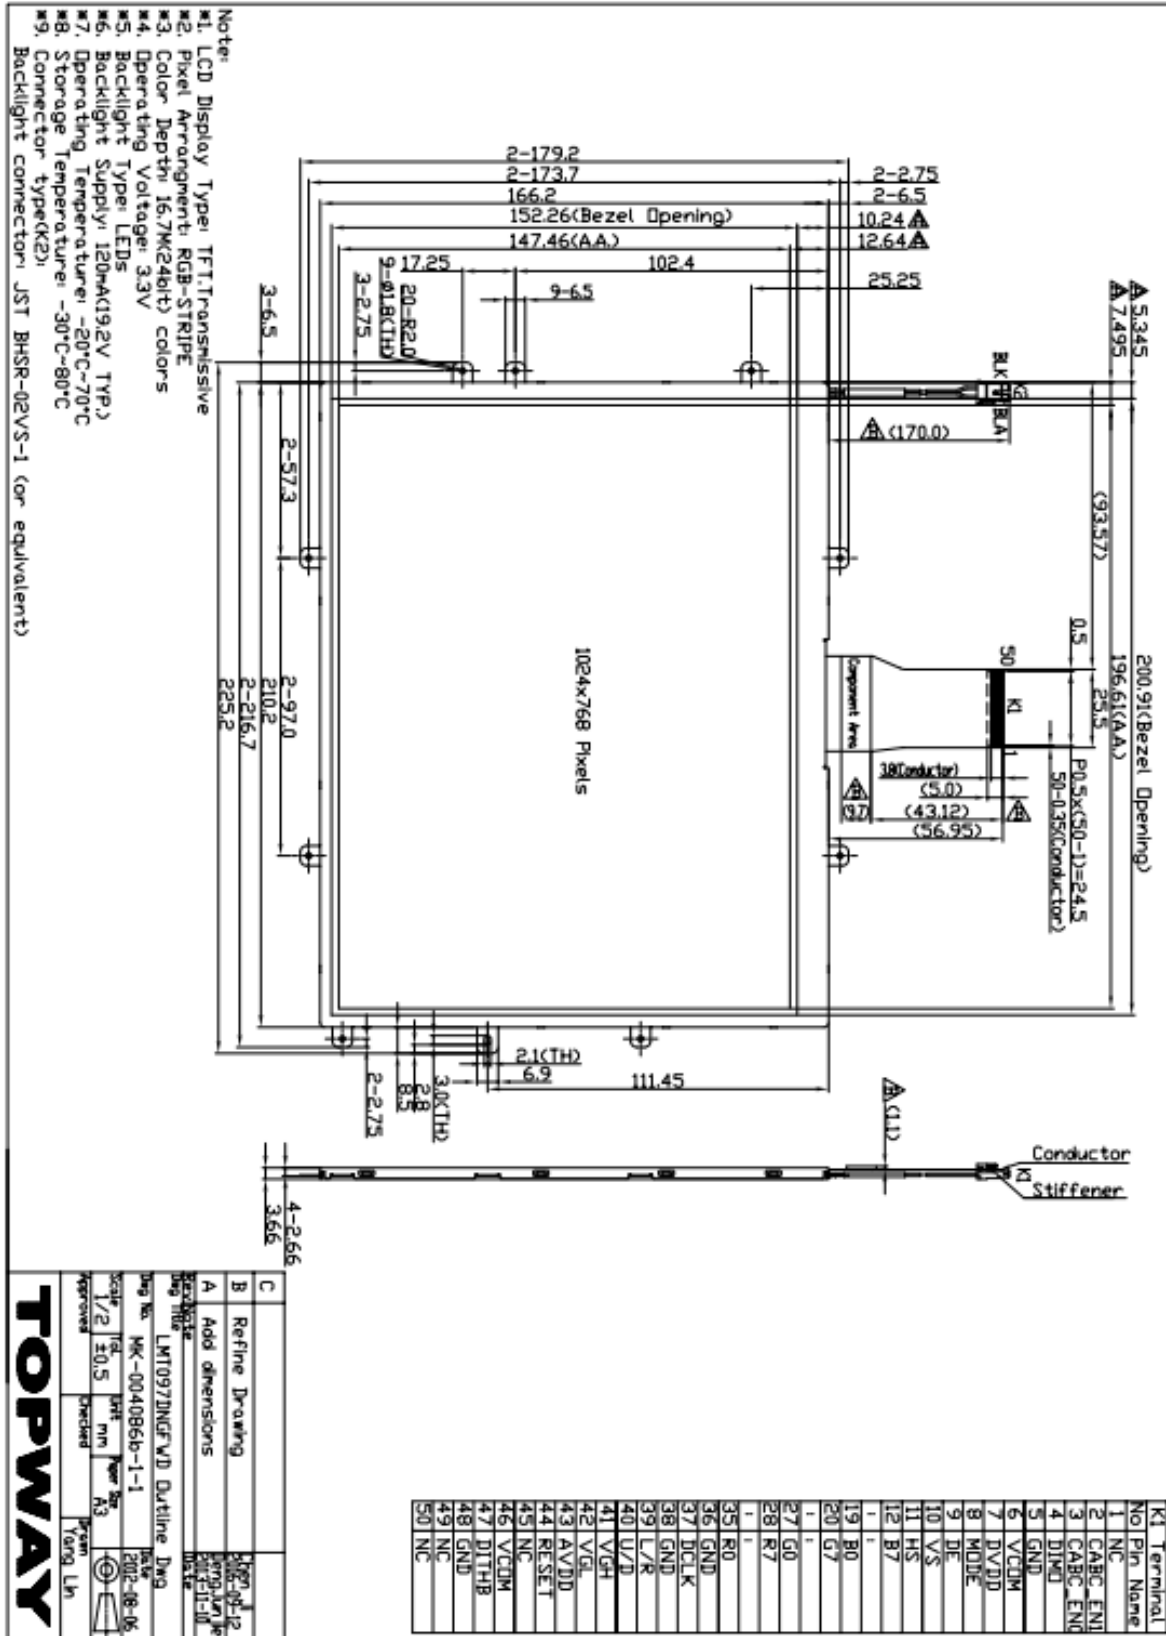 Note:
※1. LCD Display Type: TFT.Transmissive
※2. Pixel Arrangment: RGB-STRIPE
※3. Color Depth: 16.7M(24bit) colors
※4. Operating Voltage: 3.3V
※5. Backlight Type: LEDs
※6. Backlight Supply: 120mA(19.2V TYP.)
※7. Operating Temperature: -20°C~70°C
※8. Storage Temperature: -30°C~80°C
※9. Connector type(K2):
Backlight connector: JST BHSR-02VS-1 (or equivalent)
2-179.2
2-173.7
166.2
152.26(Bezel Opening)
147.46(A.A.)
2-2.75
2-6.5
10.24
12.64
17.25
102.4
25.25
9-6.5
9-Ø1.8(TH)
20-R2.0
3-2.75
3-6.5
5.345
7.495
BLK
BLA
(170.0)
(93.57)
200.91(Bezel Opening)
196.61(A.A.)
0.5
25.5
P0.5x(50-1)=24.5
50-0.35(Conductor)
50
K1
1
Component Area
3.8(Conductor)
(5.0)
(9.7)
(43.12)
(56.95)
1024x768 Pixels
2-57.3
2-97.0
210.2
2-216.7
225.2
2.1(TH)
6.9
111.45
3.0(TH)
2.8
8.5
2-2.75
(1.1)
Conductor
Stiffener
K1
4-2.66
3.66
K1 Terminal
No Pin Name
1 NC
2 CABC_EN1
3 CABC_EN0
4 DIMO
5 GND
6 VCOM
7 DVDD
8 MODE
9 DE
10 VS
11 HS
12 B7
: :
19 B0
20 G7
: :
27 G0
28 R7
: :
35 R0
36 GND
37 DCLK
38 GND
39 L/R
40 U/D
41 VGH
42 VGL
43 AVDD
44 RESET
45 NC
46 VCOM
47 DITHB
48 GND
49 NC
50 NC
C
B Refine Drawing
A Add dimensions
Date
Dwg Title
LMT097DNGFWD Outline Dwg
Dwg No.
MK-004086b-1-1
Date
2012-08-06
Scale 1/2
Tol. ±0.5
Unit mm
Paper Size A3
Approved
Checked
Drawn
Yang Lin
TOPWAY